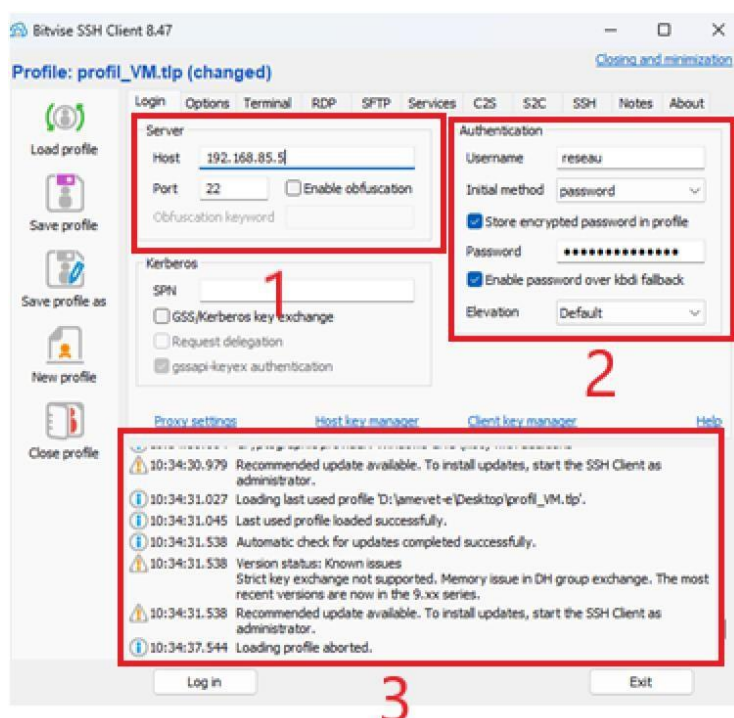 Bitvise SSH Client 8.47
Closing and minimization
Profile: profil_VM.tlp (changed)
Load profile
Save profile
Save profile as
New profile
Close profile
Login Options Terminal RDP SFTP Services C2S S2C SSH Notes About
Server
Host 192.168.85.5
Port 22 Enable obfuscation
Obfuscation keyword
Kerberos
SPN
GSS/Kerberos key exchange
Request delegation
gssapi-keyex authentication
1
Authentication
Username reseau
Initial method password
Store encrypted password in profile
Password ••••••••••••••
Enable password over kbdi fallback
Elevation Default
2
Proxy settings Host key manager Client key manager Help
10:34:30.979 Recommended update available. To install updates, start the SSH Client as
administrator.
10:34:31.027 Loading last used profile 'D:\amevet-e\Desktop\profil_VM.tlp'.
10:34:31.045 Last used profile loaded successfully.
10:34:31.538 Automatic check for updates completed successfully.
10:34:31.538 Version status: Known issues
Strict key exchange not supported. Memory issue in DH group exchange. The most
recent versions are now in the 9.xx series.
10:34:31.538 Recommended update available. To install updates, start the SSH Client as
administrator.
10:34:37.544 Loading profile aborted.
Log in
3
Exit